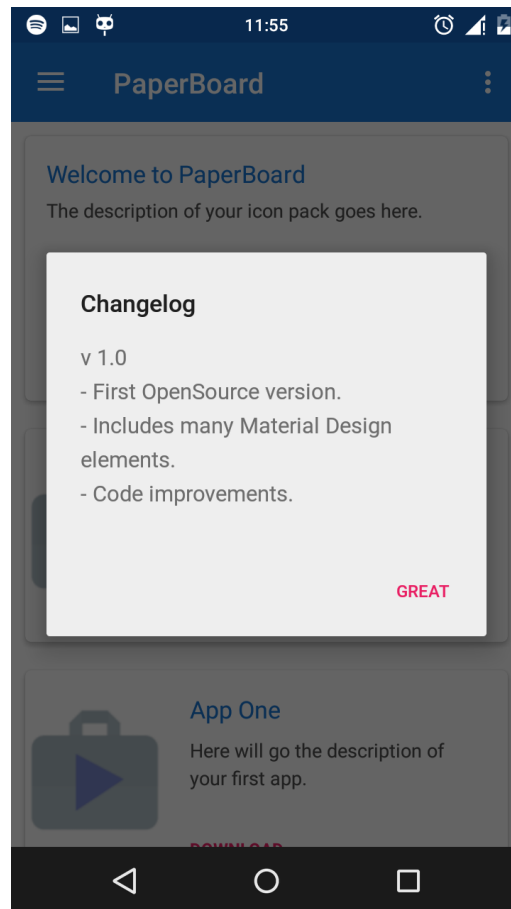 11:55
PaperBoard
Welcome to PaperBoard
The description of your icon pack goes here.
Changelog
v 1.0
- First OpenSource version.
- Includes many Material Design
elements.
- Code improvements.
GREAT
App One
Here will go the description of
your first app.
DOWNLOAD